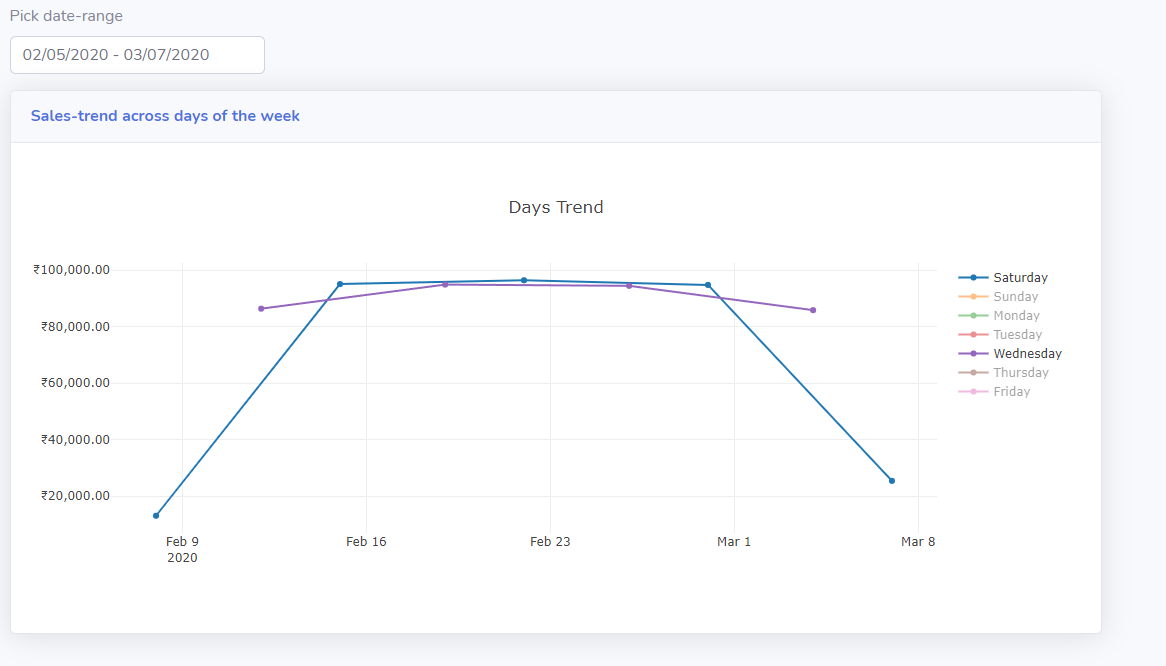 Pick date-range
02/05/2020 - 03/07/2020
Sales-trend across days of the week
Days Trend
₹100,000.00
₹80,000.00
₹60,000.00
₹40,000.00
₹20,000.00
Feb 9 Feb 16 Feb 23 Mar 1 Mar 8
2020
Saturday
Sunday
Monday
Tuesday
Wednesday
Thursday
Friday